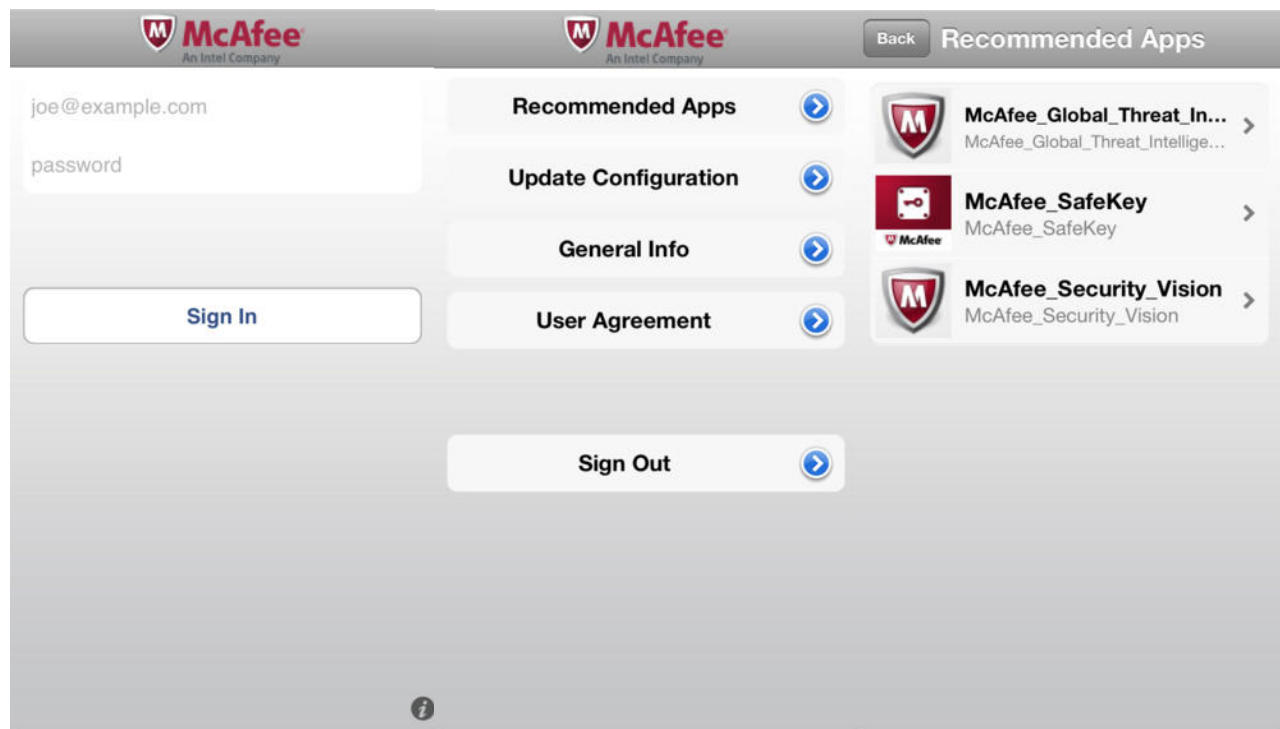 McAfee
An Intel Company
joe@example.com
password
Sign In
McAfee
An Intel Company
Recommended Apps
Update Configuration
General Info
User Agreement
Sign Out
Back
Recommended Apps
McAfee_Global_Threat_In...
McAfee_Global_Threat_Intellige...
McAfee_SafeKey
McAfee_SafeKey
McAfee
McAfee_Security_Vision
McAfee_Security_Vision